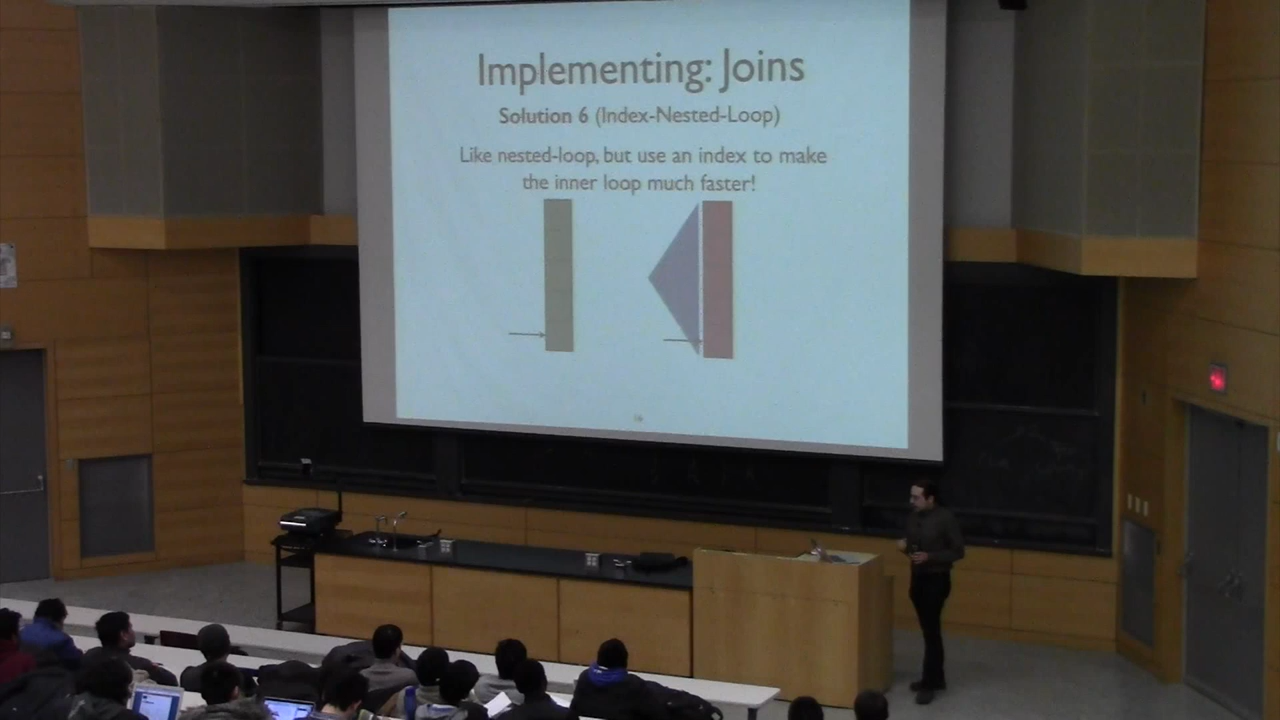 Implementing: Joins
Solution 6 (Index-Nested-Loop)
Like nested-loop, but use an index to make
the inner loop much faster!